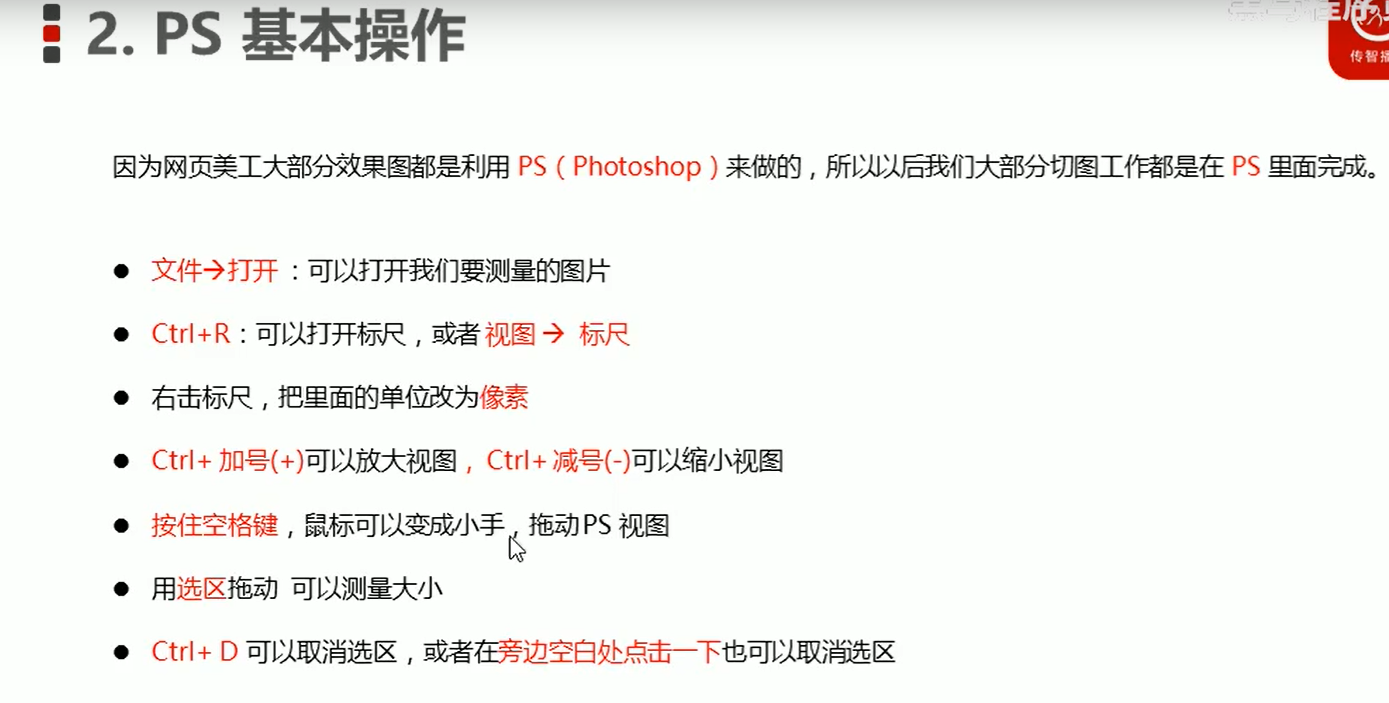 2. PS 基本操作
传智播
因为网页美工大部分效果图都是利用 PS（Photoshop）来做的，所以以后我们大部分切图工作都是在 PS 里面完成。
● 文件→打开 ：可以打开我们要测量的图片
● Ctrl+R：可以打开标尺，或者 视图 → 标尺
● 右击标尺，把里面的单位改为像素
● Ctrl+ 加号(+)可以放大视图， Ctrl+ 减号(-)可以缩小视图
● 按住空格键，鼠标可以变成小手，拖动PS 视图
● 用选区拖动 可以测量大小
● Ctrl+ D 可以取消选区，或者在旁边空白处点击一下也可以取消选区